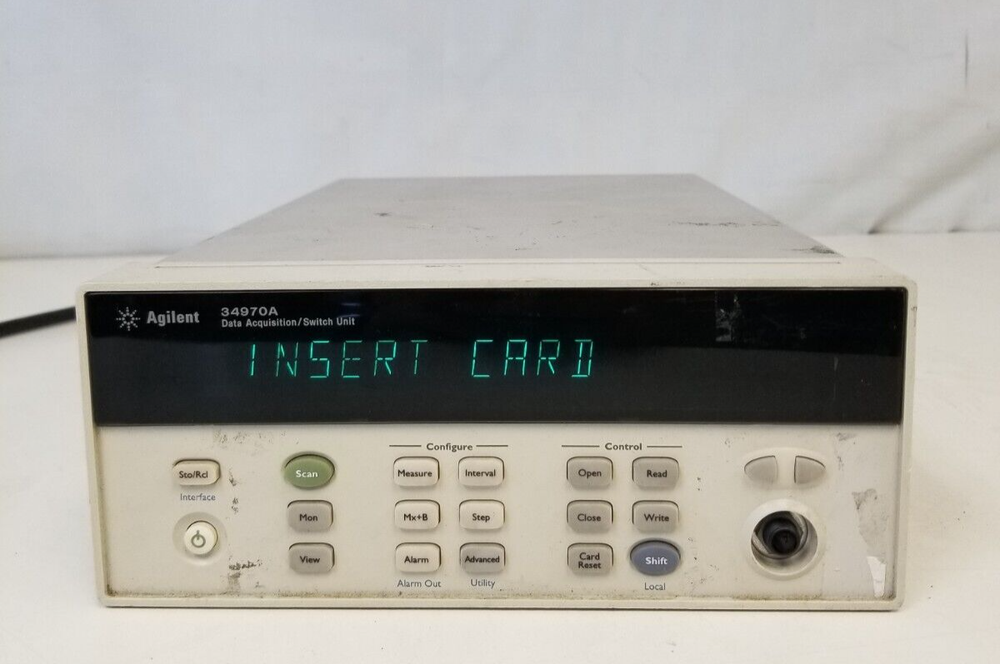 Agilent 34970A
Data Acquisition/Switch Unit
INSERT CARD
Configure Control
Sto/Rcl Scan Measure Interval Open Read
Interface
Mon Mx+B Step Close Write
View Alarm Advanced Card Reset Shift
Alarm Out Utility Local